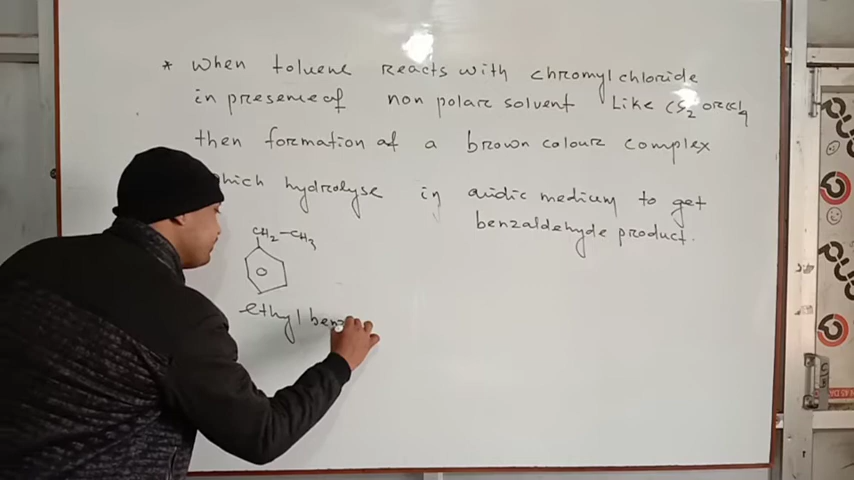 * When toluene reacts with chromyl chloride
in presence of non polar solvent Like CS2 or CCl4
then formation of a brown colour complex
which hydrolyse in acidic medium to get
benzaldehyde product.
CH2-CH3
ethyl ben